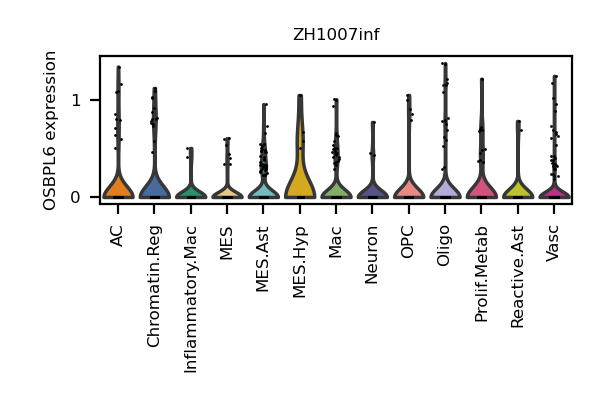 ZH1007inf
OSBPL6 expression
1
0
AC
Chromatin.Reg
Inflammatory.Mac
MES
MES.Ast
MES.Hyp
Mac
Neuron
OPC
Oligo
Prolif.Metab
Reactive.Ast
Vasc